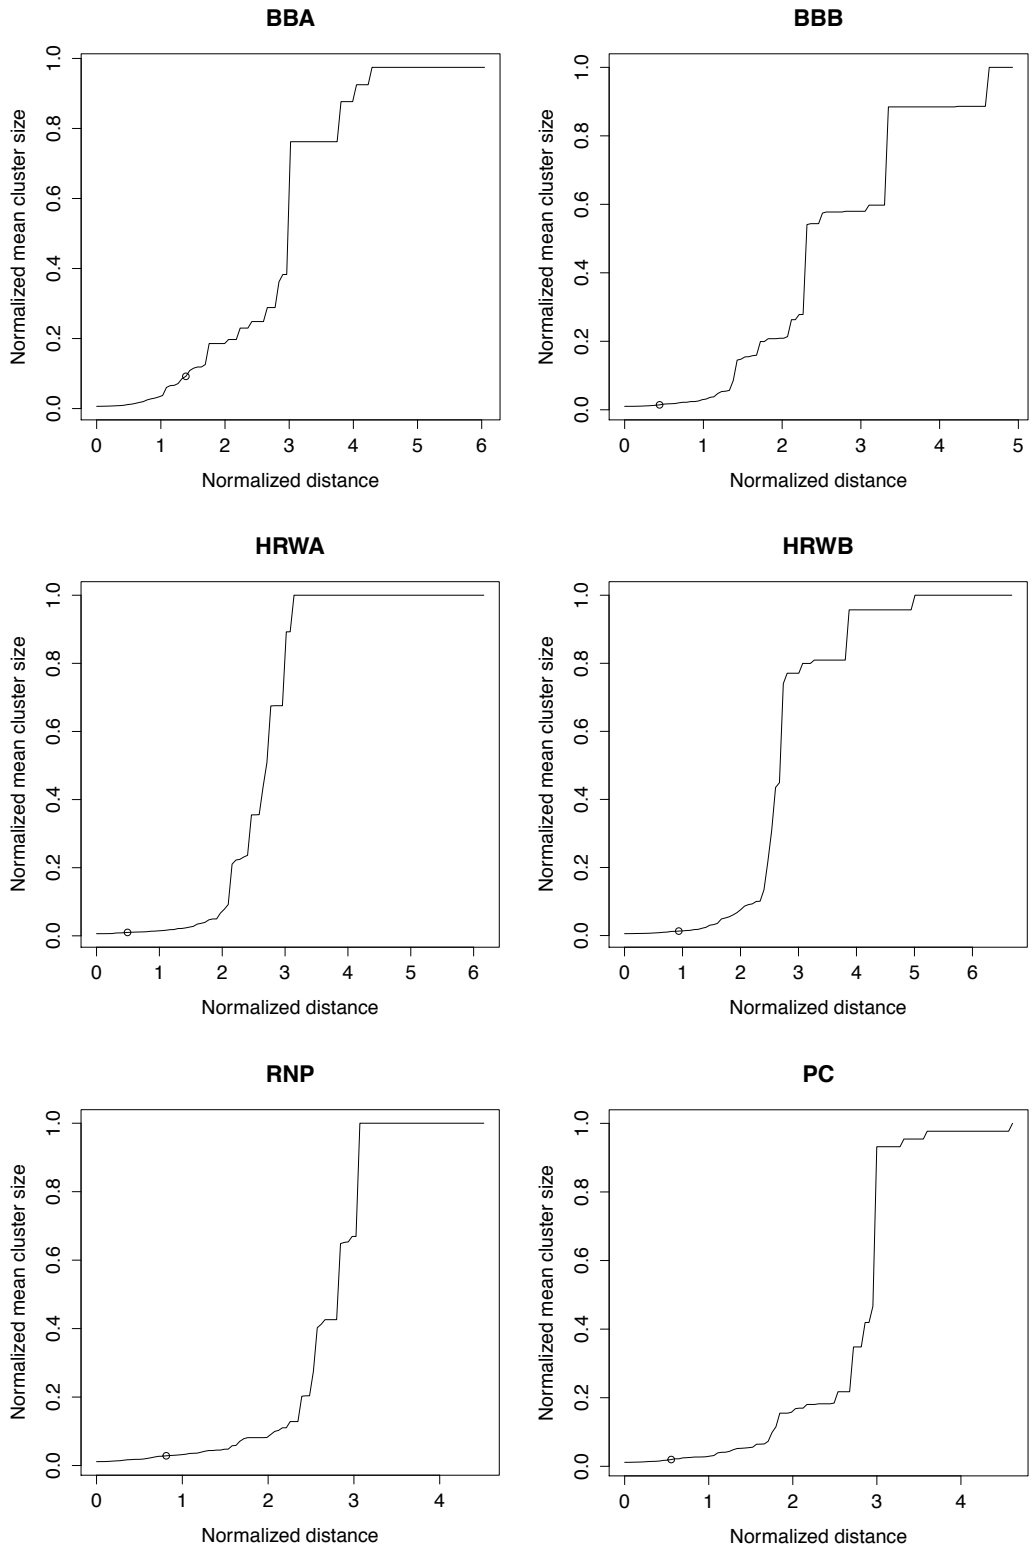 BBA
Normalized mean cluster size
0.0 0.2 0.4 0.6 0.8 1.0
0 1 2 3 4 5 6
Normalized distance
BBB
Normalized mean cluster size
0.0 0.2 0.4 0.6 0.8 1.0
0 1 2 3 4 5
Normalized distance
HRWA
Normalized mean cluster size
0.0 0.2 0.4 0.6 0.8 1.0
0 1 2 3 4 5 6
Normalized distance
HRWB
Normalized mean cluster size
0.0 0.2 0.4 0.6 0.8 1.0
0 1 2 3 4 5 6
Normalized distance
RNP
Normalized mean cluster size
0.0 0.2 0.4 0.6 0.8 1.0
0 1 2 3 4
Normalized distance
PC
Normalized mean cluster size
0.0 0.2 0.4 0.6 0.8 1.0
0 1 2 3 4
Normalized distance